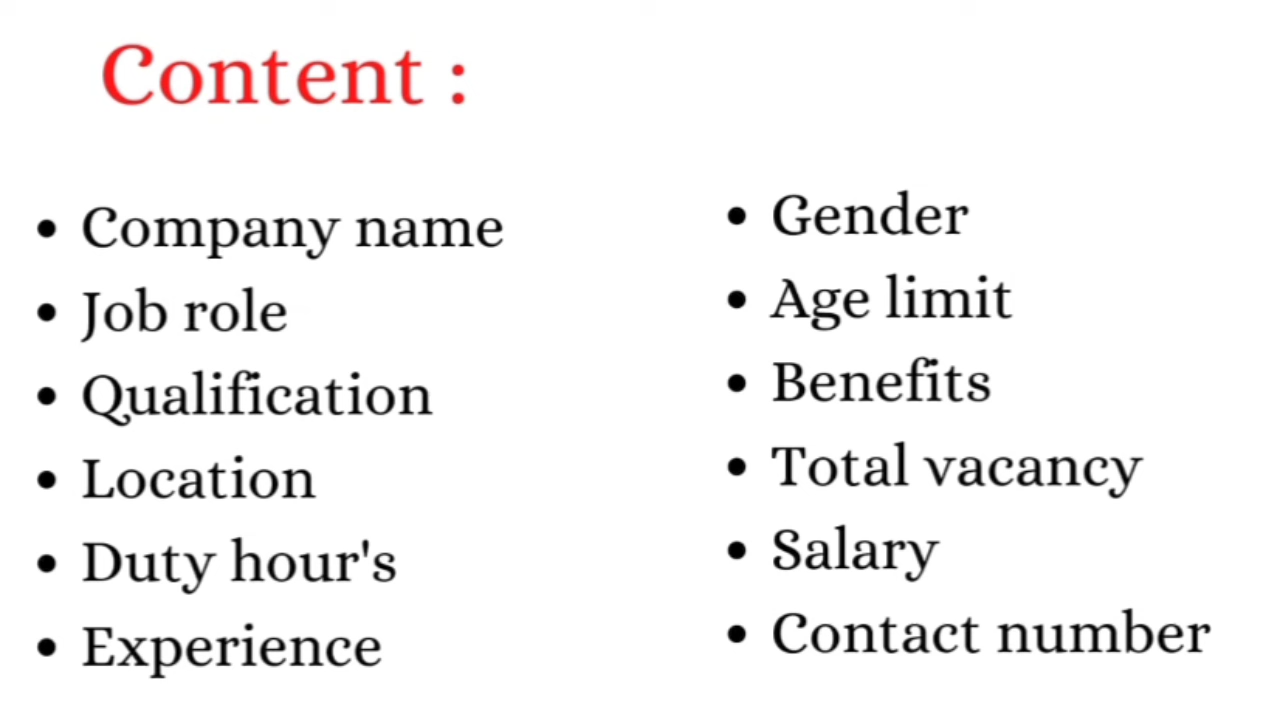 Content :
• Company name
• Job role
• Qualification
• Location
• Duty hour's
• Experience
• Gender
• Age limit
• Benefits
• Total vacancy
• Salary
• Contact number